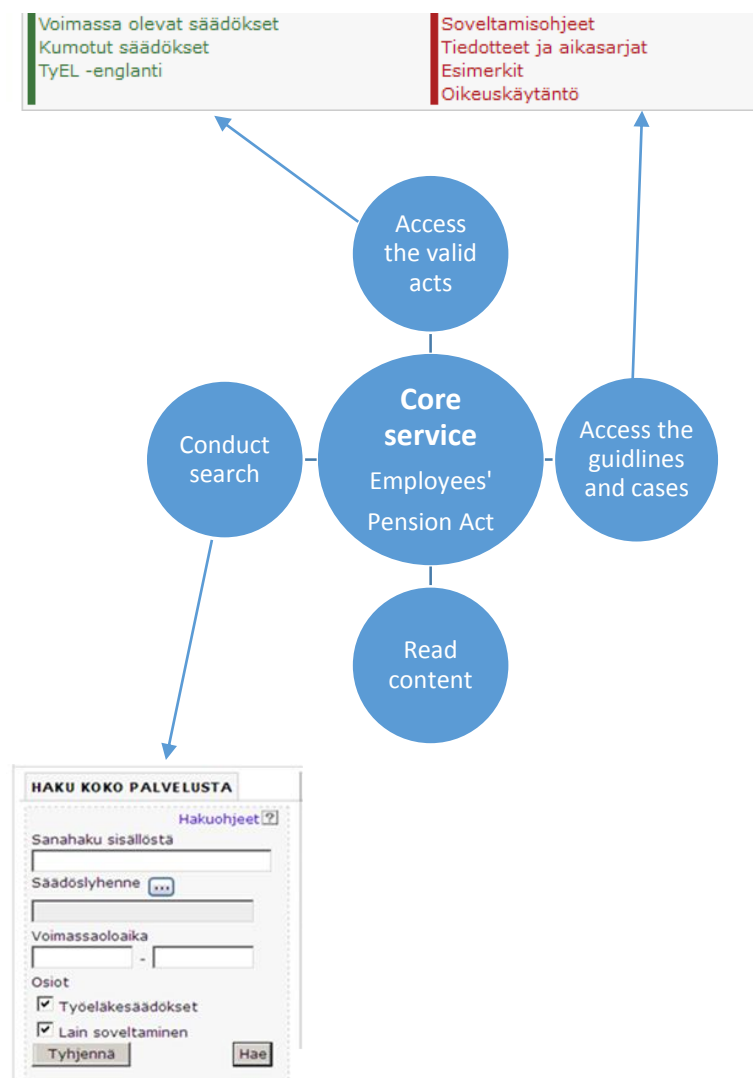 Voimassa olevat säädökset
Kumotut säädökset
TyEL -englanti
Soveltamisohjeet
Tiedotteet ja aikasarjat
Esimerkit
Oikeuskäytäntö
Access
the valid
acts
Core
service
Employees'
Pension Act
Conduct
search
Access the
guidlines
and cases
Read
content
HAKU KOKO PALVELUSTA
Hakuohjeet ?
Sanahaku sisällöstä
Säädöslyhenne ...
Voimassaoloaika
-
Osiot
Työeläkesäädökset
Lain soveltaminen
Tyhjennä Hae